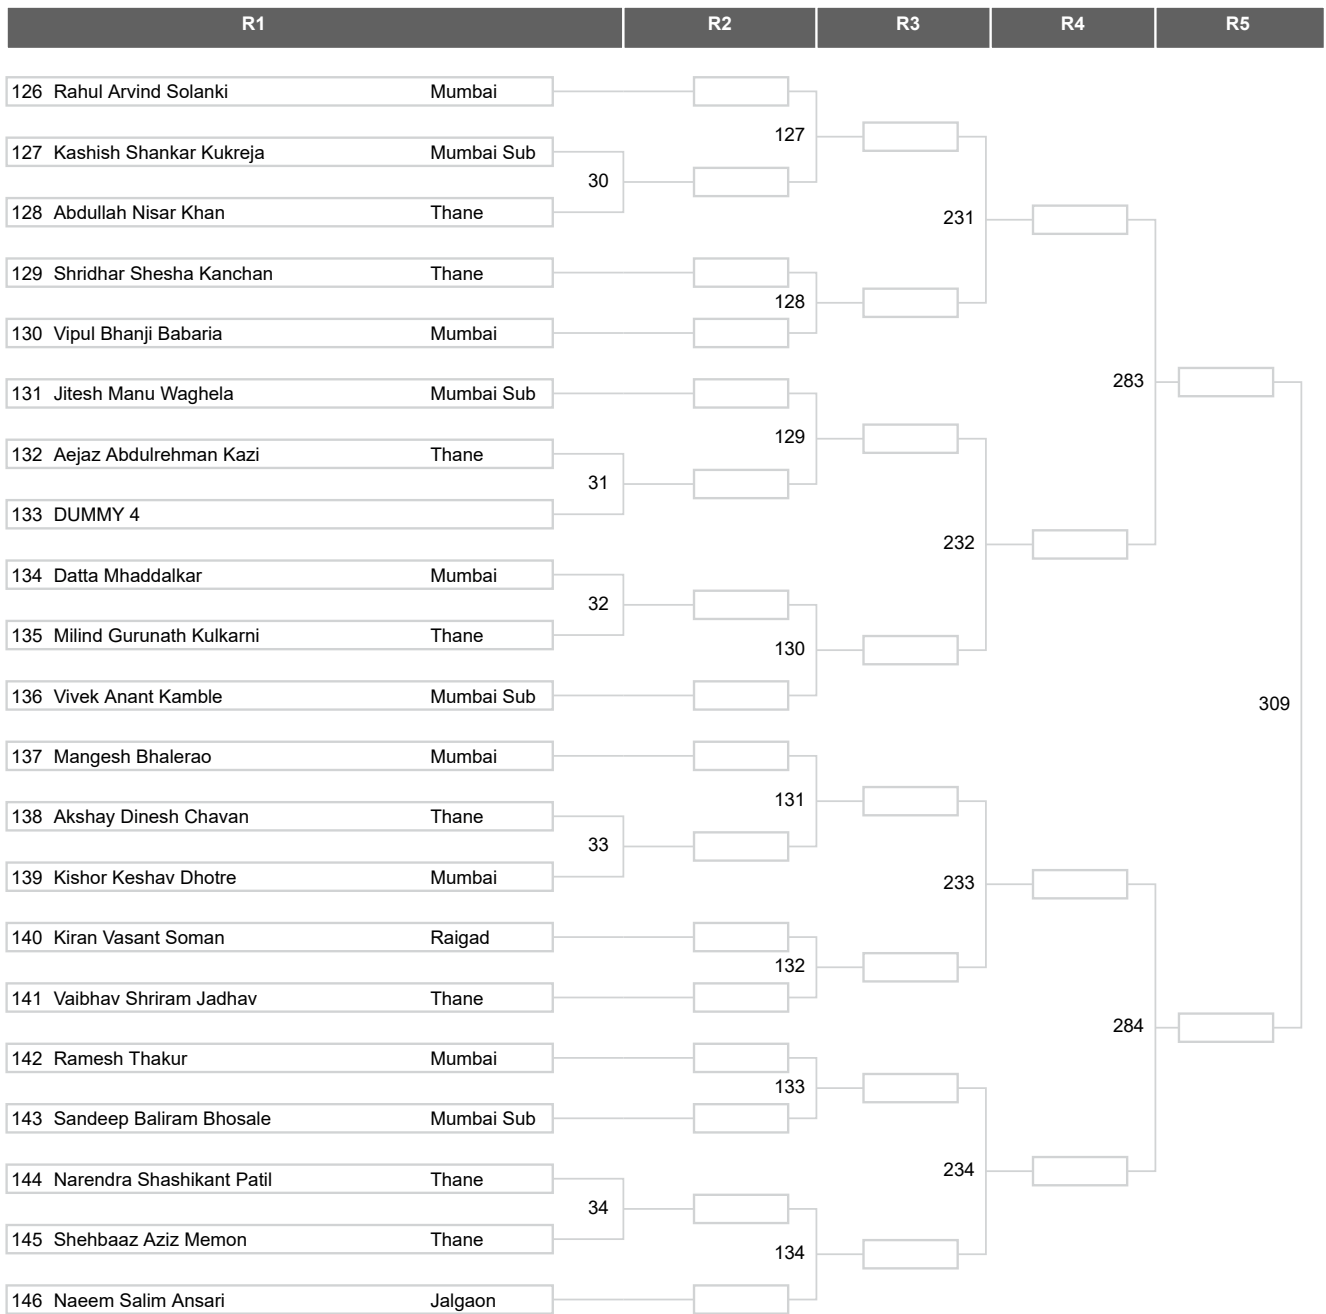 R1 R2 R3 R4 R5
126 Rahul Arvind Solanki Mumbai
127
127 Kashish Shankar Kukreja Mumbai Sub
30
128 Abdullah Nisar Khan Thane
231
129 Shridhar Shesha Kanchan Thane
128
130 Vipul Bhanji Babaria Mumbai
283
131 Jitesh Manu Waghela Mumbai Sub
129
132 Aejaz Abdulrehman Kazi Thane
31
133 DUMMY 4
232
134 Datta Mhaddalkar Mumbai
32
135 Milind Gurunath Kulkarni Thane
130
136 Vivek Anant Kamble Mumbai Sub
309
137 Mangesh Bhalerao Mumbai
131
138 Akshay Dinesh Chavan Thane
33
139 Kishor Keshav Dhotre Mumbai
233
140 Kiran Vasant Soman Raigad
132
141 Vaibhav Shriram Jadhav Thane
284
142 Ramesh Thakur Mumbai
133
143 Sandeep Baliram Bhosale Mumbai Sub
234
144 Narendra Shashikant Patil Thane
34
145 Shehbaaz Aziz Memon Thane
134
146 Naeem Salim Ansari Jalgaon